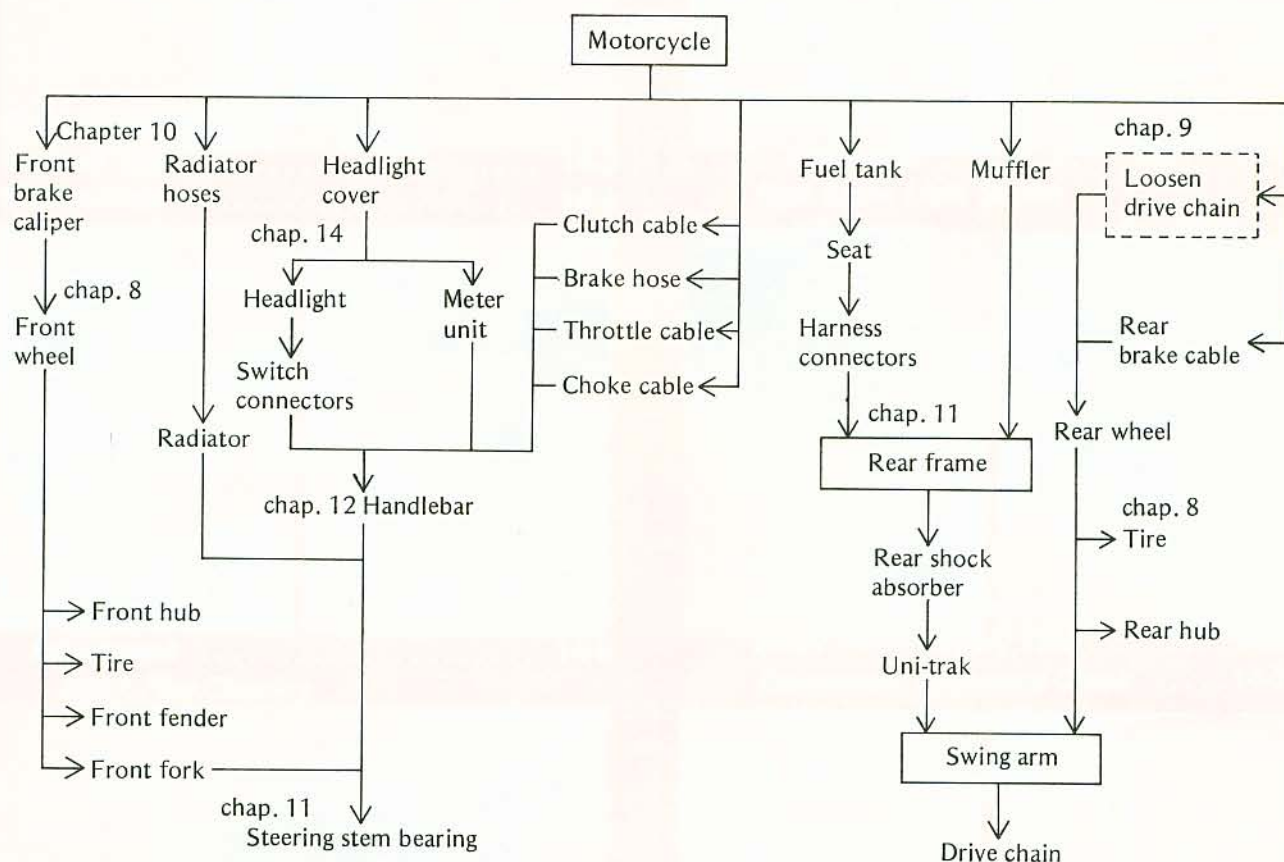 Motorcycle
Chapter 10
Front
brake
caliper
chap. 8
Front
wheel
Front hub
Tire
Front fender
Front fork
Radiator
hoses
Radiator
Headlight
cover
chap. 14
Headlight
Switch
connectors
Meter
unit
Clutch cable
Brake hose
Throttle cable
Choke cable
chap. 12 Handlebar
chap. 11
Steering stem bearing
Fuel tank
Seat
Harness
connectors
Muffler
chap. 11
Rear frame
Rear shock
absorber
Uni-trak
chap. 9
Loosen
drive chain
Rear
brake cable
Rear wheel
chap. 8
Tire
Rear hub
Swing arm
Drive chain